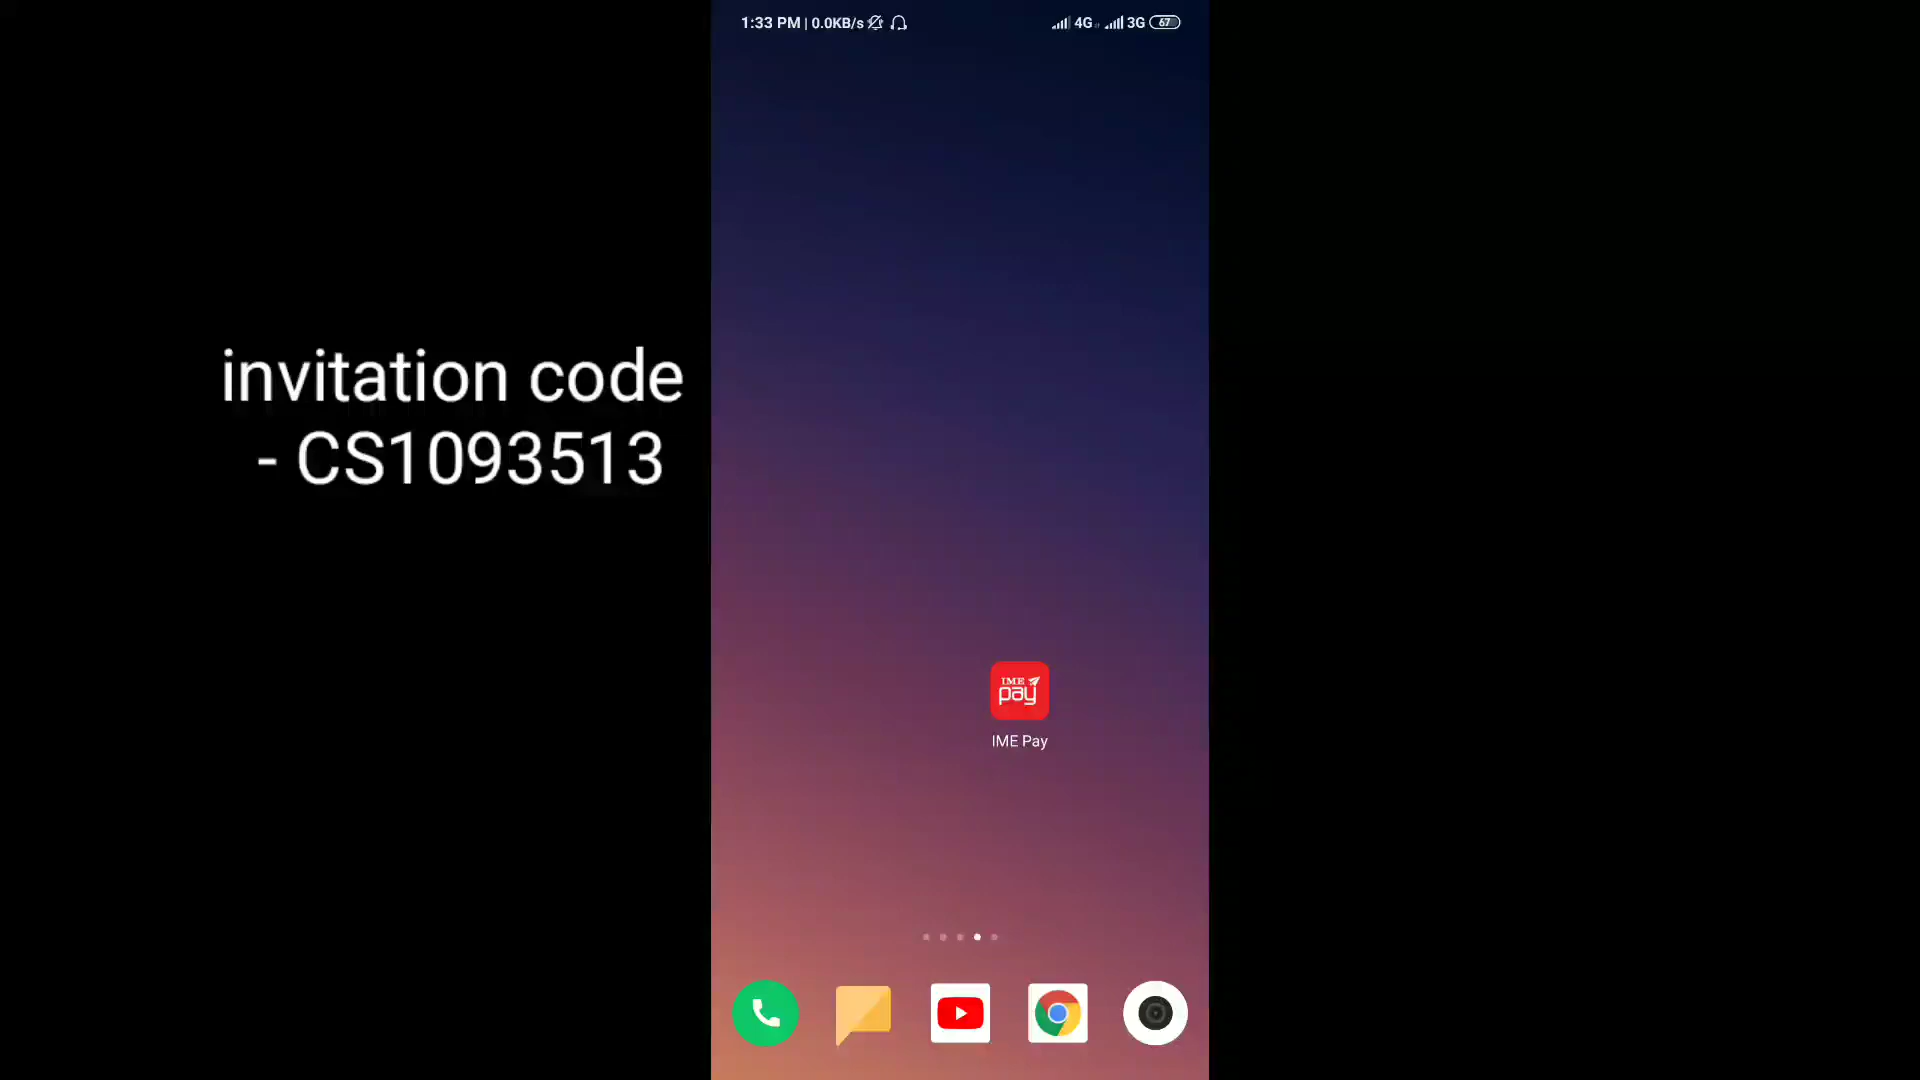 1:33 PM | 0.0KB/s 4G 3G 67
invitation code
- CS1093513
IME
pay
IME Pay